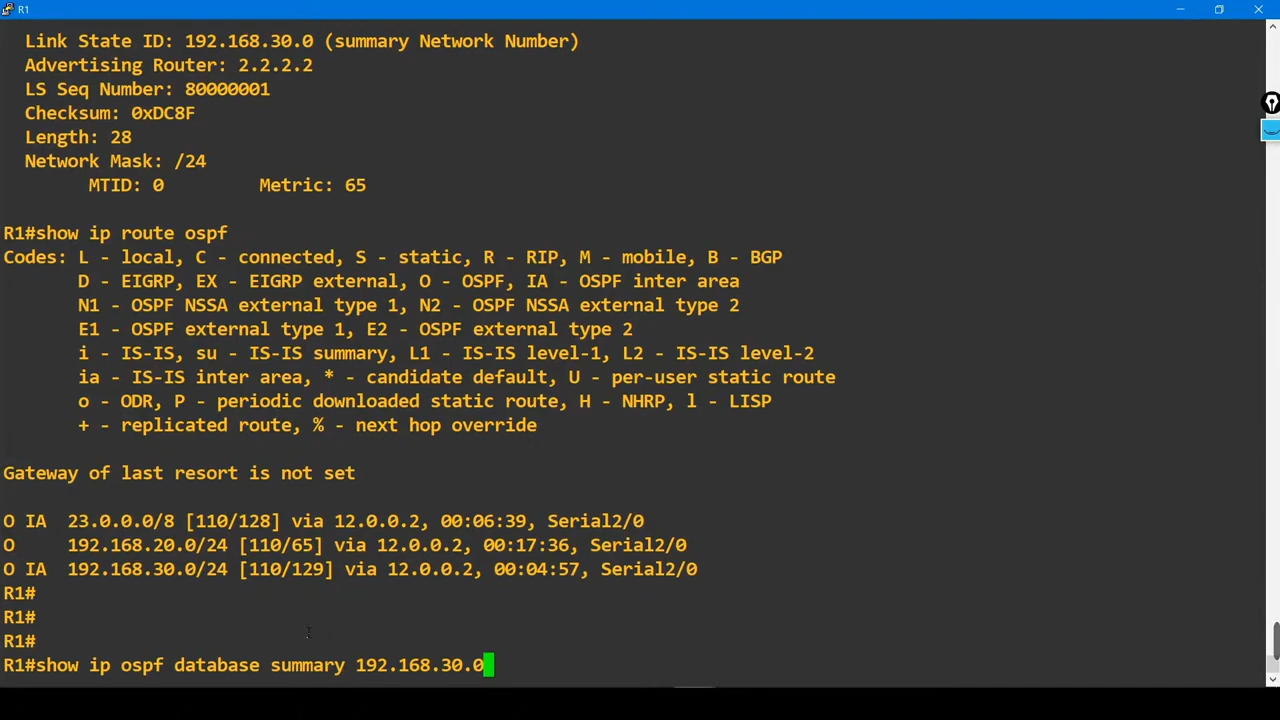 R1
Link State ID: 192.168.30.0 (summary Network Number)
Advertising Router: 2.2.2.2
LS Seq Number: 80000001
Checksum: 0xDC8F
Length: 28
Network Mask: /24
MTID: 0         Metric: 65
R1#show ip route ospf
Codes: L - local, C - connected, S - static, R - RIP, M - mobile, B - BGP
D - EIGRP, EX - EIGRP external, O - OSPF, IA - OSPF inter area
N1 - OSPF NSSA external type 1, N2 - OSPF NSSA external type 2
E1 - OSPF external type 1, E2 - OSPF external type 2
i - IS-IS, su - IS-IS summary, L1 - IS-IS level-1, L2 - IS-IS level-2
ia - IS-IS inter area, * - candidate default, U - per-user static route
o - ODR, P - periodic downloaded static route, H - NHRP, l - LISP
+ - replicated route, % - next hop override
Gateway of last resort is not set
O IA  23.0.0.0/8 [110/128] via 12.0.0.2, 00:06:39, Serial2/0
O     192.168.20.0/24 [110/65] via 12.0.0.2, 00:17:36, Serial2/0
O IA  192.168.30.0/24 [110/129] via 12.0.0.2, 00:04:57, Serial2/0
R1#
R1#
R1#
R1#show ip ospf database summary 192.168.30.0